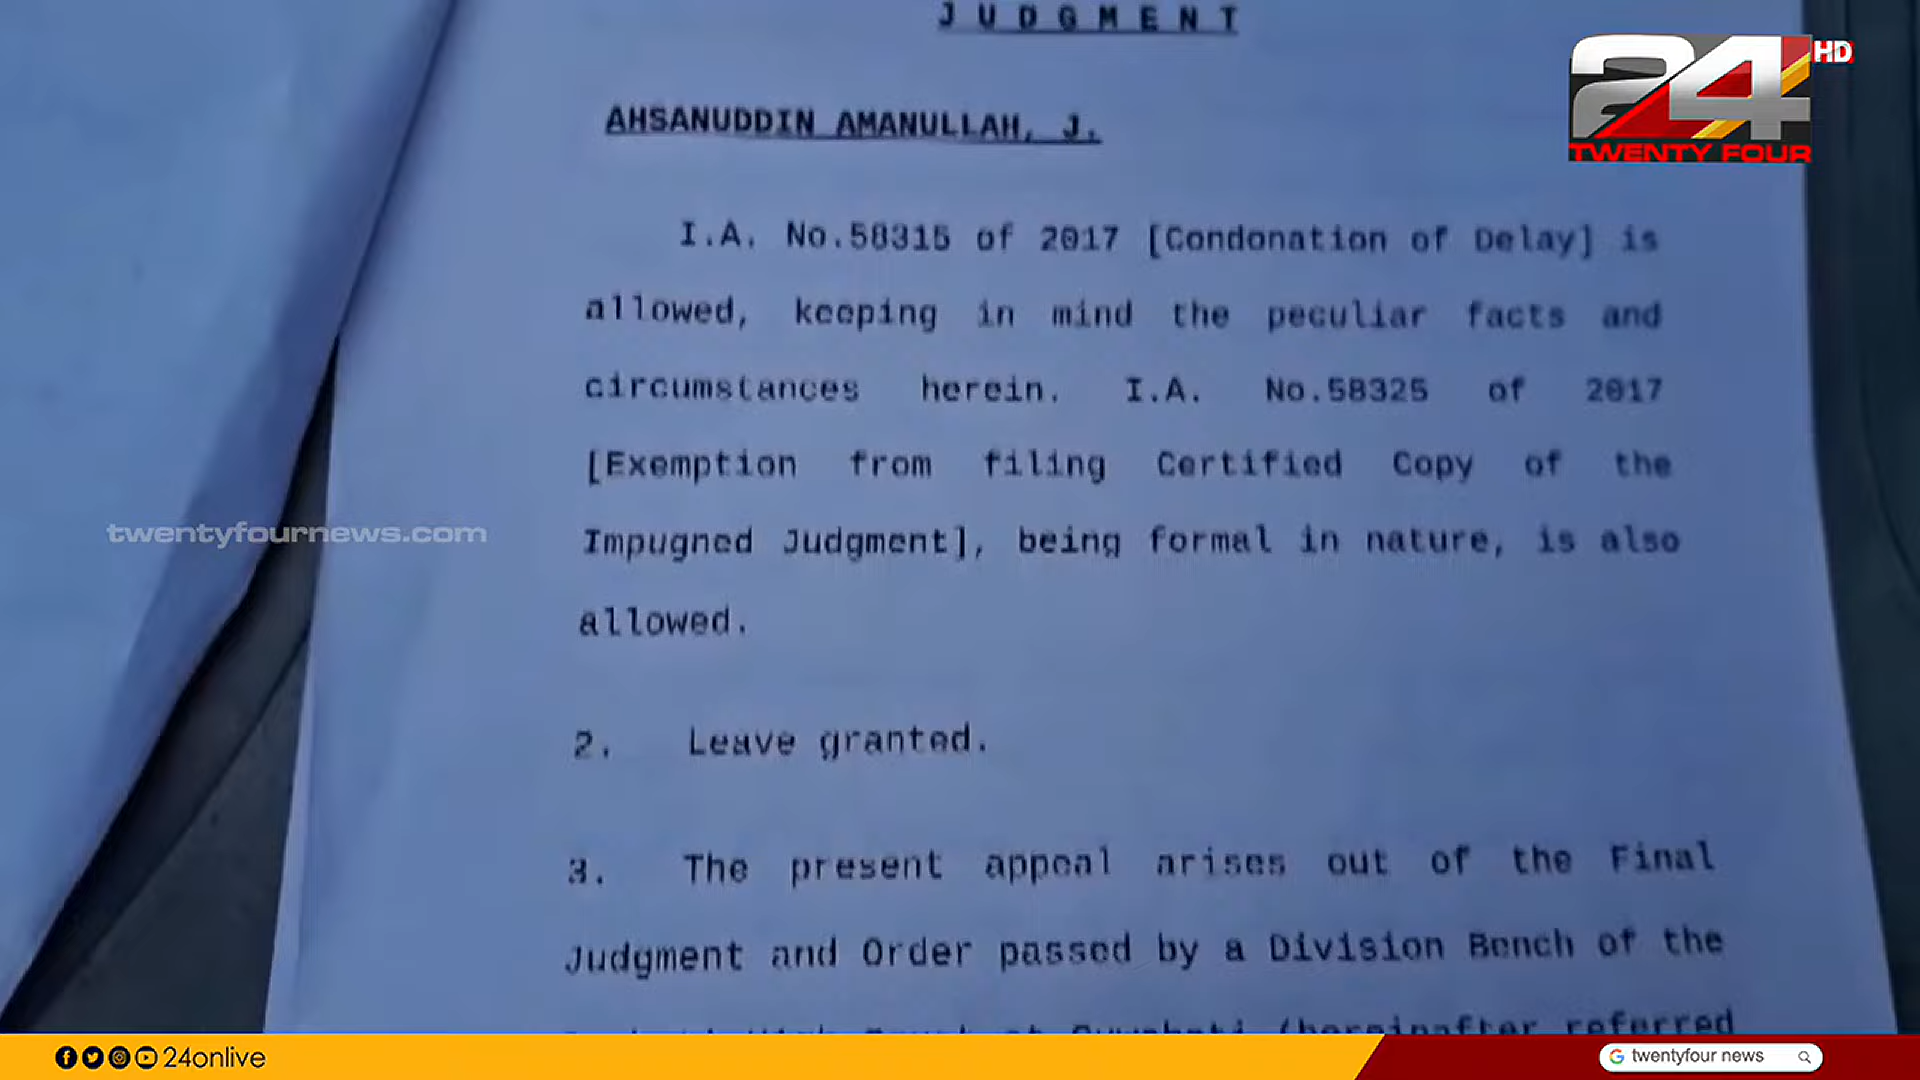 JUDGMENT
24 HD
TWENTY FOUR
AHSANUDDIN AMANULLAH, J.
I.A. No.58315 of 2017 [Condonation of Delay] is
allowed, keeping in mind the peculiar facts and
circumstances herein. I.A. No.58325 of 2017
[Exemption from filing Certified Copy of the
twentyfournews.com
Impugned Judgment], being formal in nature, is also
allowed.
2. Leave granted.
3. The present appeal arises out of the Final
Judgment and Order passed by a Division Bench of the
(hereinafter referred
24onlive
twentyfour news